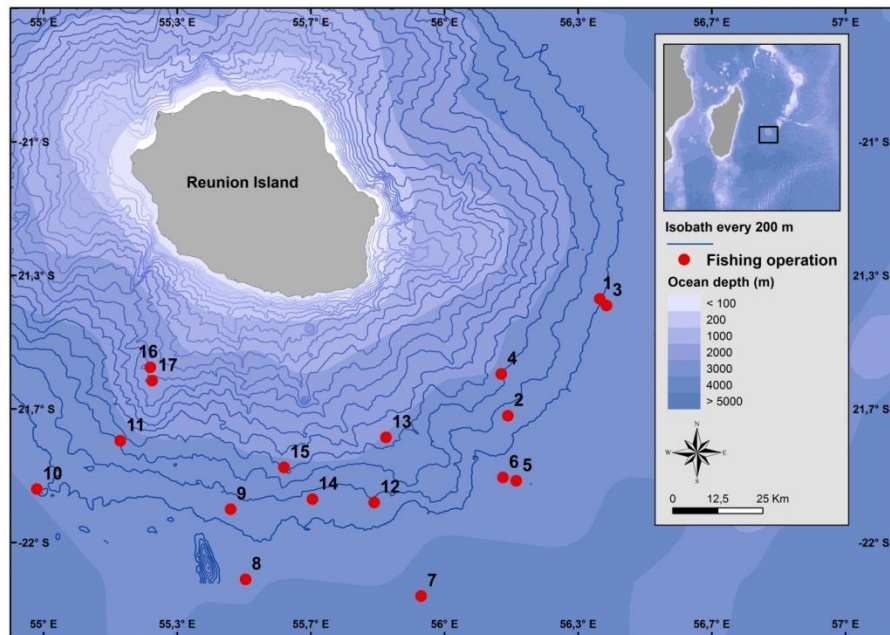 55° E 55,3° E 55,7° E 56° E 56,3° E 56,7° E 57° E
-21° S -21° S
Reunion Island
Isobath every 200 m
Fishing operation
Ocean depth (m)
< 100
200
1000
2000
3000
4000
> 5000
N
W E
S
0 12,5 25 Km
21,3° S 21,3° S
1 3
16
17
4
2
21,7° S 21,7° S
11
13
15
6 5
10
14
12
9
-22° S -22° S
8
7
55° E 55,3° E 55,7° E 56° E 56,3° E 56,7° E 57° E